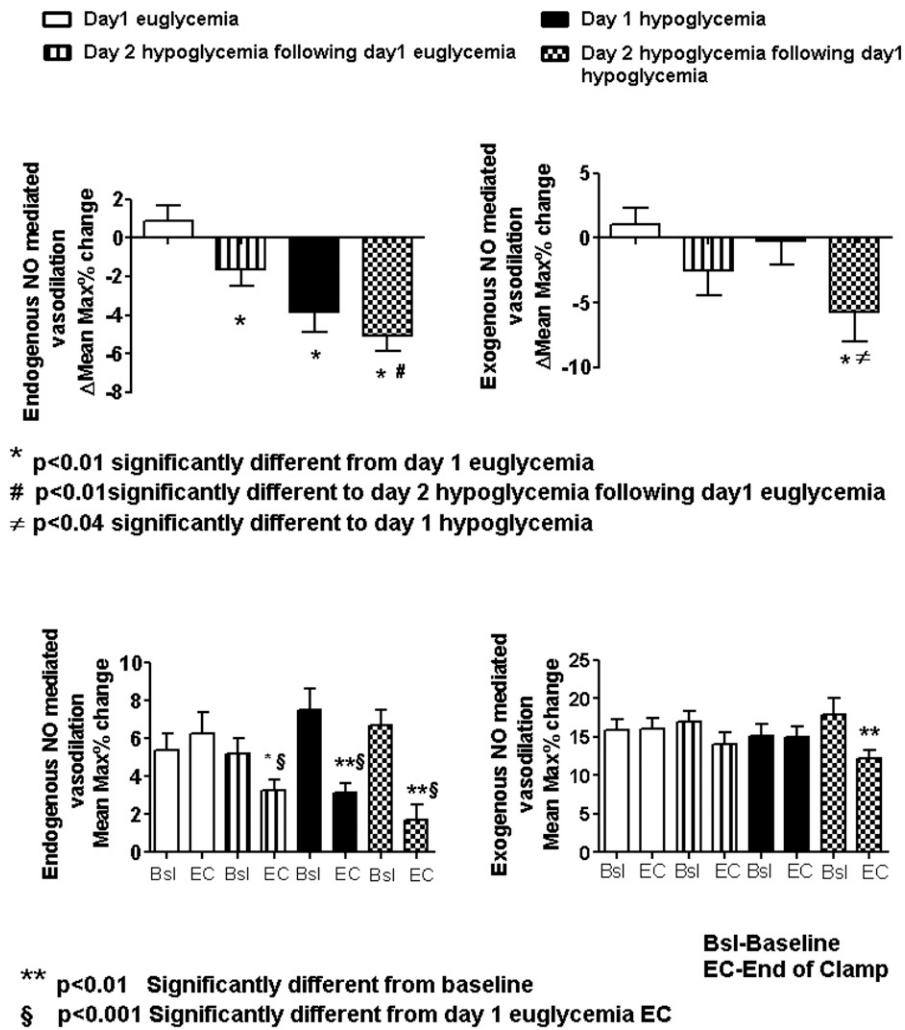 Day1 euglycemia
Day 1 hypoglycemia
Day 2 hypoglycemia following day1 euglycemia
Day 2 hypoglycemia following day1
hypoglycemia
Endogenous NO mediated
vasodilation
ΔMean Max% change
2
0
-2
-4
-6
-8
*
*
* #
Exogenous NO mediated
vasodilation
ΔMean Max% change
5
0
-5
-10
* ≠
* p<0.01 significantly different from day 1 euglycemia
# p<0.01significantly different to day 2 hypoglycemia following day1 euglycemia
≠ p<0.04 significantly different to day 1 hypoglycemia
Endogenous NO mediated
vasodilation
Mean Max% change
10
8
6
4
2
0
* §
**§
**§
Bsl EC Bsl EC Bsl EC Bsl EC
Exogenous NO mediated
vasodilation
Mean Max% change
25
20
15
10
5
0
**
Bsl EC Bsl EC Bsl EC Bsl EC
Bsl-Baseline
EC-End of Clamp
** p<0.01 Significantly different from baseline
§ p<0.001 Significantly different from day 1 euglycemia EC